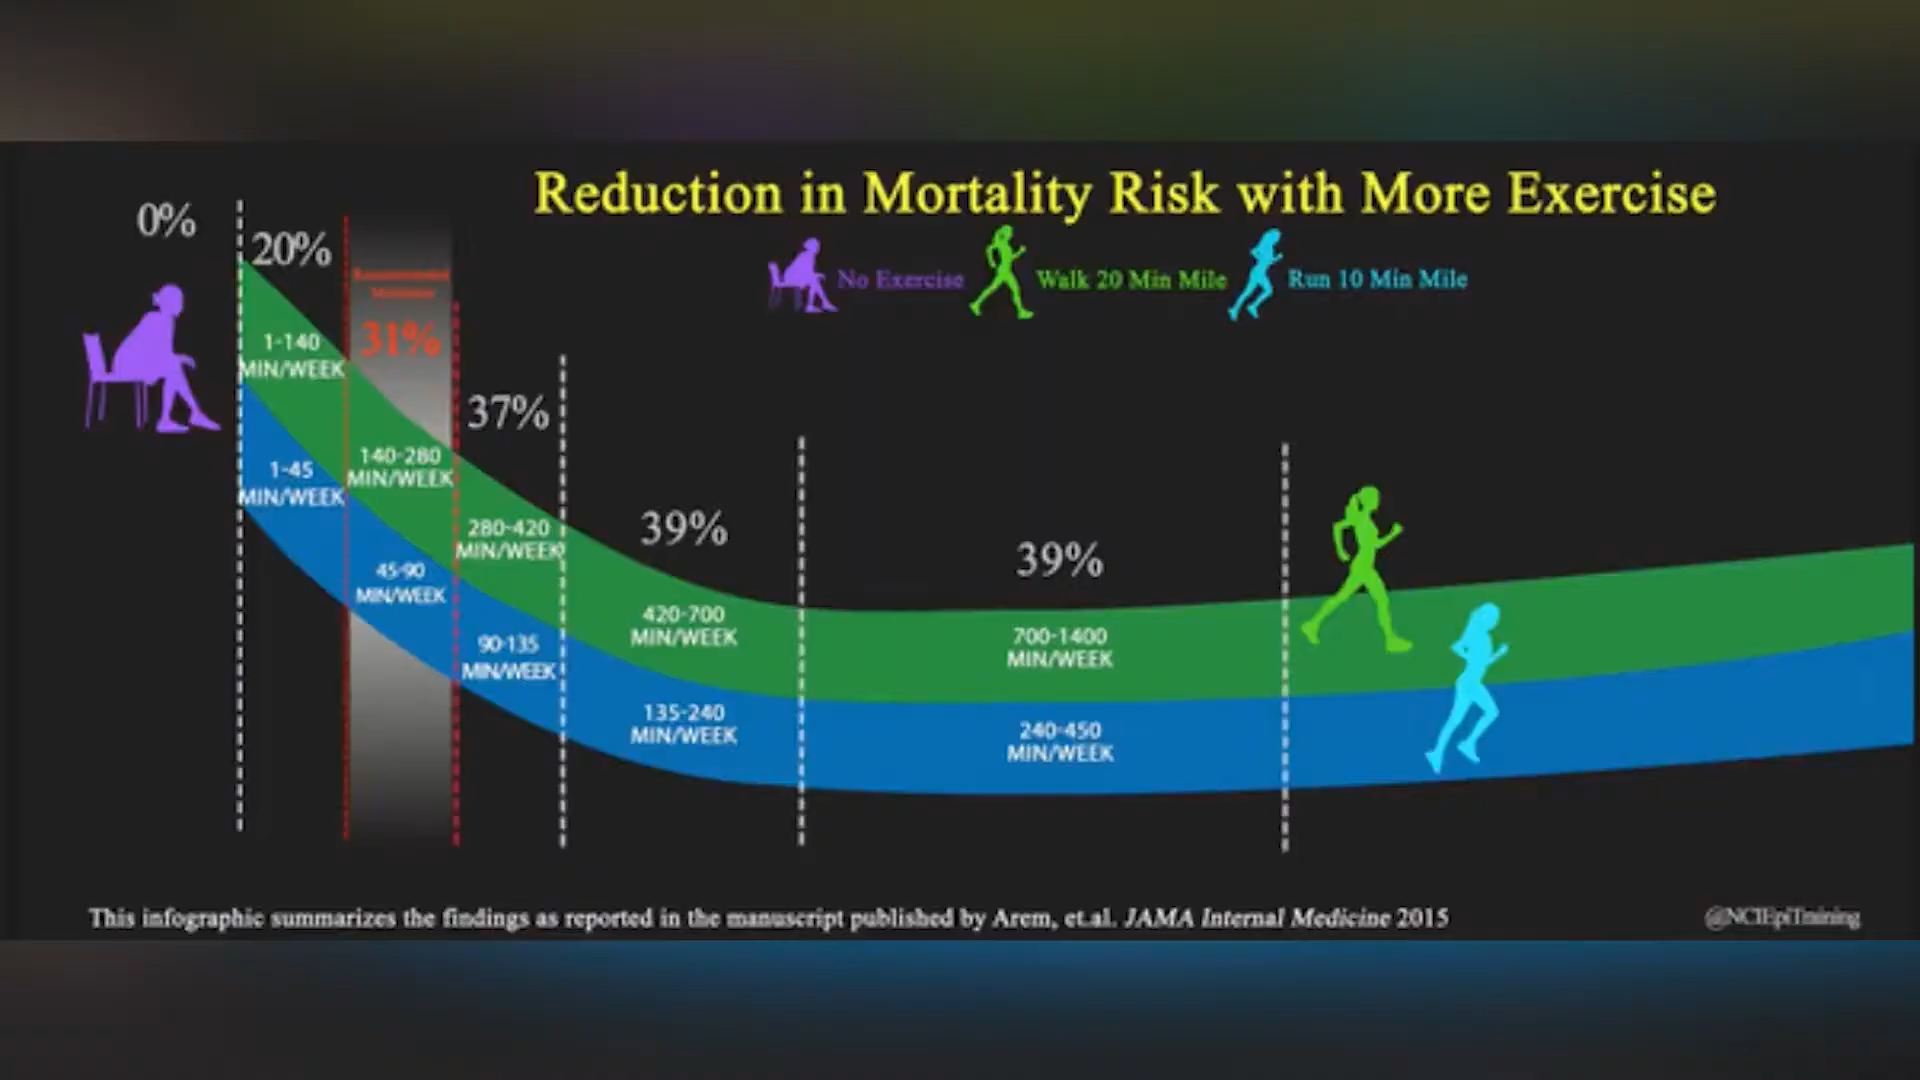 Reduction in Mortality Risk with More Exercise
No Exercise
Walk 20 Min Mile
Run 10 Min Mile
0%
20%
31%
37%
39%
39%
1-140
MIN/WEEK
140-280
MIN/WEEK
280-420
MIN/WEEK
420-700
MIN/WEEK
700-1400
MIN/WEEK
1-45
MIN/WEEK
45-90
MIN/WEEK
90-135
MIN/WEEK
135-240
MIN/WEEK
240-450
MIN/WEEK
This infographic summarizes the findings as reported in the manuscript published by Arem, et.al. JAMA Internal Medicine 2015
@NCIEpiTraining